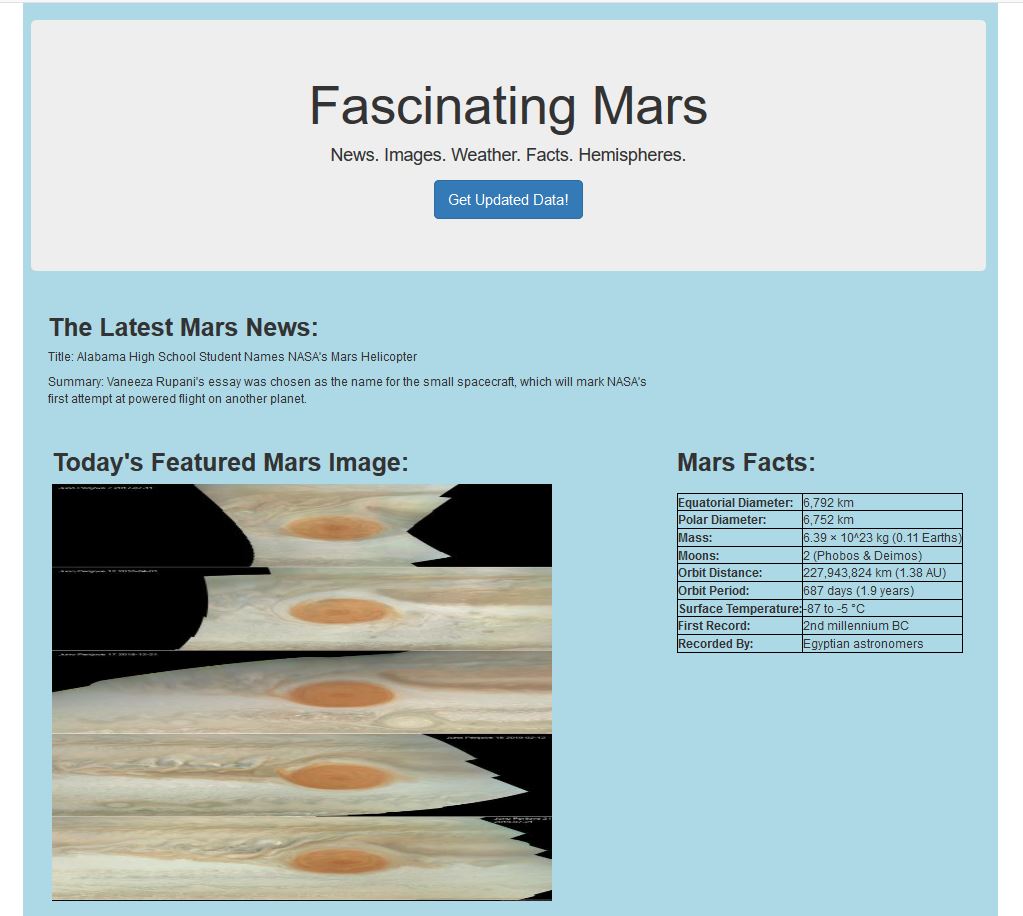 Fascinating Mars
News. Images. Weather. Facts. Hemispheres.
Get Updated Data!
The Latest Mars News:
Title: Alabama High School Student Names NASA's Mars Helicopter
Summary: Vaneeza Rupani's essay was chosen as the name for the small spacecraft, which will mark NASA's
first attempt at powered flight on another planet.
Today's Featured Mars Image:
Mars Facts:
Equatorial Diameter: 6,792 km
Polar Diameter: 6,752 km
Mass: 6.39 × 10^23 kg (0.11 Earths)
Moons: 2 (Phobos & Deimos)
Orbit Distance: 227,943,824 km (1.38 AU)
Orbit Period: 687 days (1.9 years)
Surface Temperature: -87 to -5 °C
First Record: 2nd millennium BC
Recorded By: Egyptian astronomers